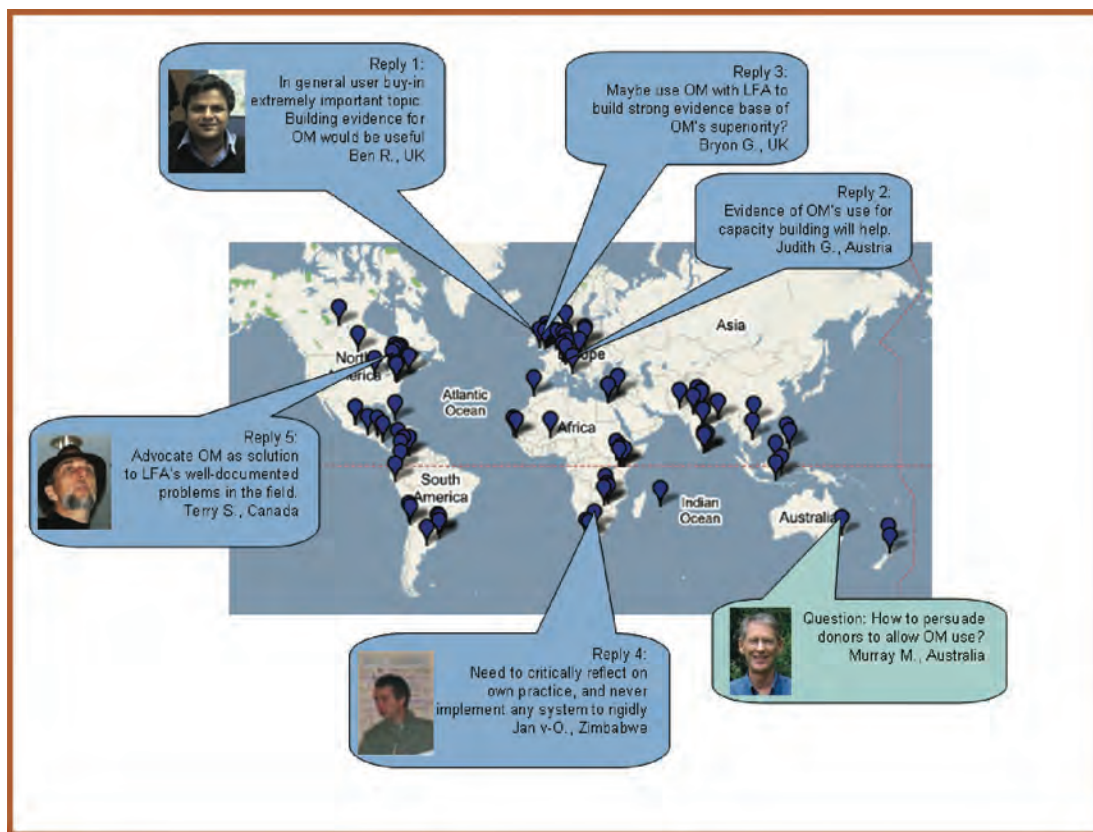 Reply 1:
In general user buy-in
extremely important topic.
Building evidence for
OM would be useful
Ben R., UK
Reply 3:
Maybe use OM with LFA to
build strong evidence base of
OM's superiority?
Bryon G., UK
Reply 2:
Evidence of OM's use for
capacity building will help.
Judith G., Austria
Asia
North
America
Europe
Atlantic
Ocean
Africa
Reply 5:
Advocate OM as solution
to LFA's well-documented
problems in the field.
Terry S., Canada
South
America
Indian
Ocean
Australia
Question: How to persuade
donors to allow OM use?
Murray M., Australia
Reply 4:
Need to critically reflect on
own practice, and never
implement any system to rigidly
Jan v-O., Zimbabwe